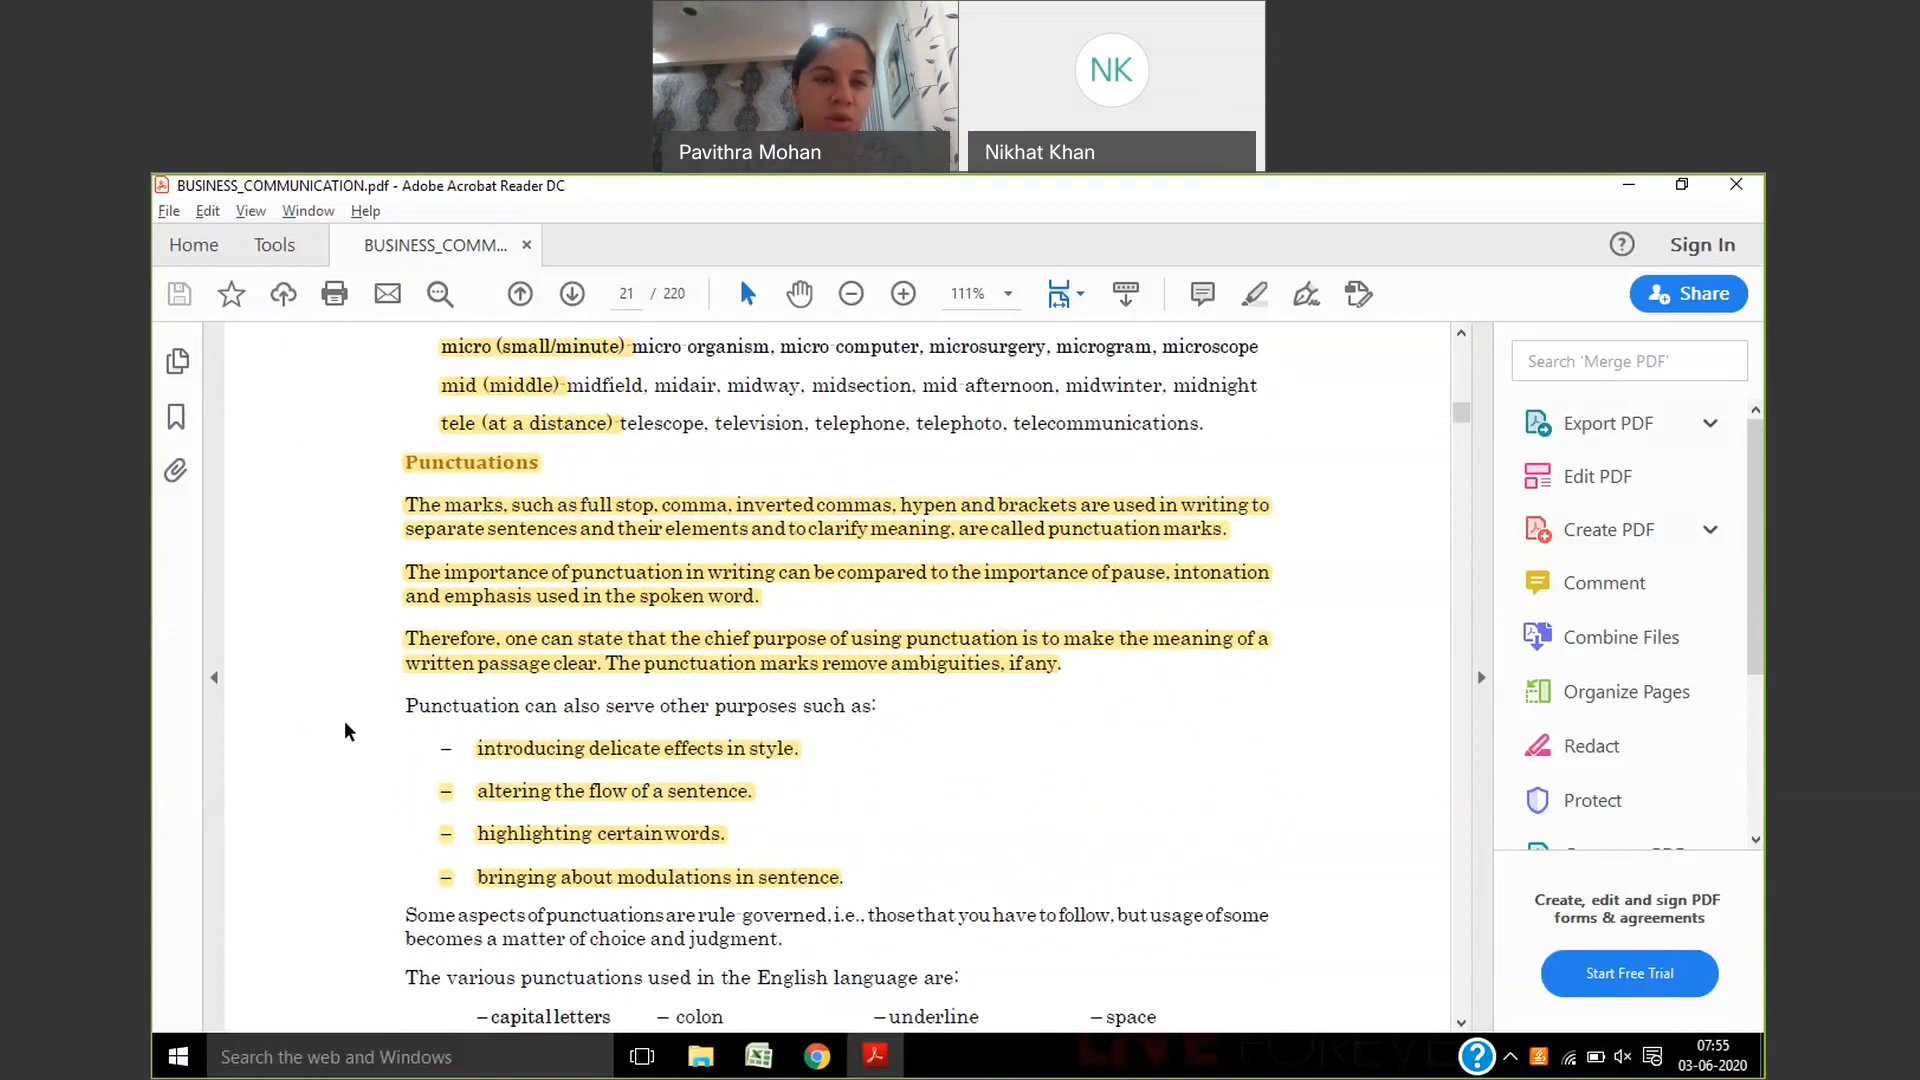 NK
Pavithra Mohan
Nikhat Khan
BUSINESS_COMMUNICATION.pdf - Adobe Acrobat Reader DC
File Edit View Window Help
Home Tools BUSINESS_COMM... ×
Sign In
21 / 220 111% Share
micro (small/minute)-micro-organism, micro-computer, microsurgery, microgram, microscope
mid (middle)-midfield, midair, midway, midsection, mid-afternoon, midwinter, midnight
tele (at a distance)-telescope, television, telephone, telephoto, telecommunications.
Punctuations
The marks, such as full stop, comma, inverted commas, hypen and brackets are used in writing to
separate sentences and their elements and to clarify meaning, are called punctuation marks.
The importance of punctuation in writing can be compared to the importance of pause, intonation
and emphasis used in the spoken word.
Therefore, one can state that the chief purpose of using punctuation is to make the meaning of a
written passage clear. The punctuation marks remove ambiguities, if any.
Punctuation can also serve other purposes such as:
– introducing delicate effects in style.
– altering the flow of a sentence.
– highlighting certain words.
– bringing about modulations in sentence.
Some aspects of punctuations are rule-governed, i.e., those that you have to follow, but usage of some
becomes a matter of choice and judgment.
The various punctuations used in the English language are:
– capital letters – colon – underline – space
Search 'Merge PDF'
Export PDF
Edit PDF
Create PDF
Comment
Combine Files
Organize Pages
Redact
Protect
Create, edit and sign PDF
forms & agreements
Start Free Trial
Search the web and Windows
07:55
03-06-2020